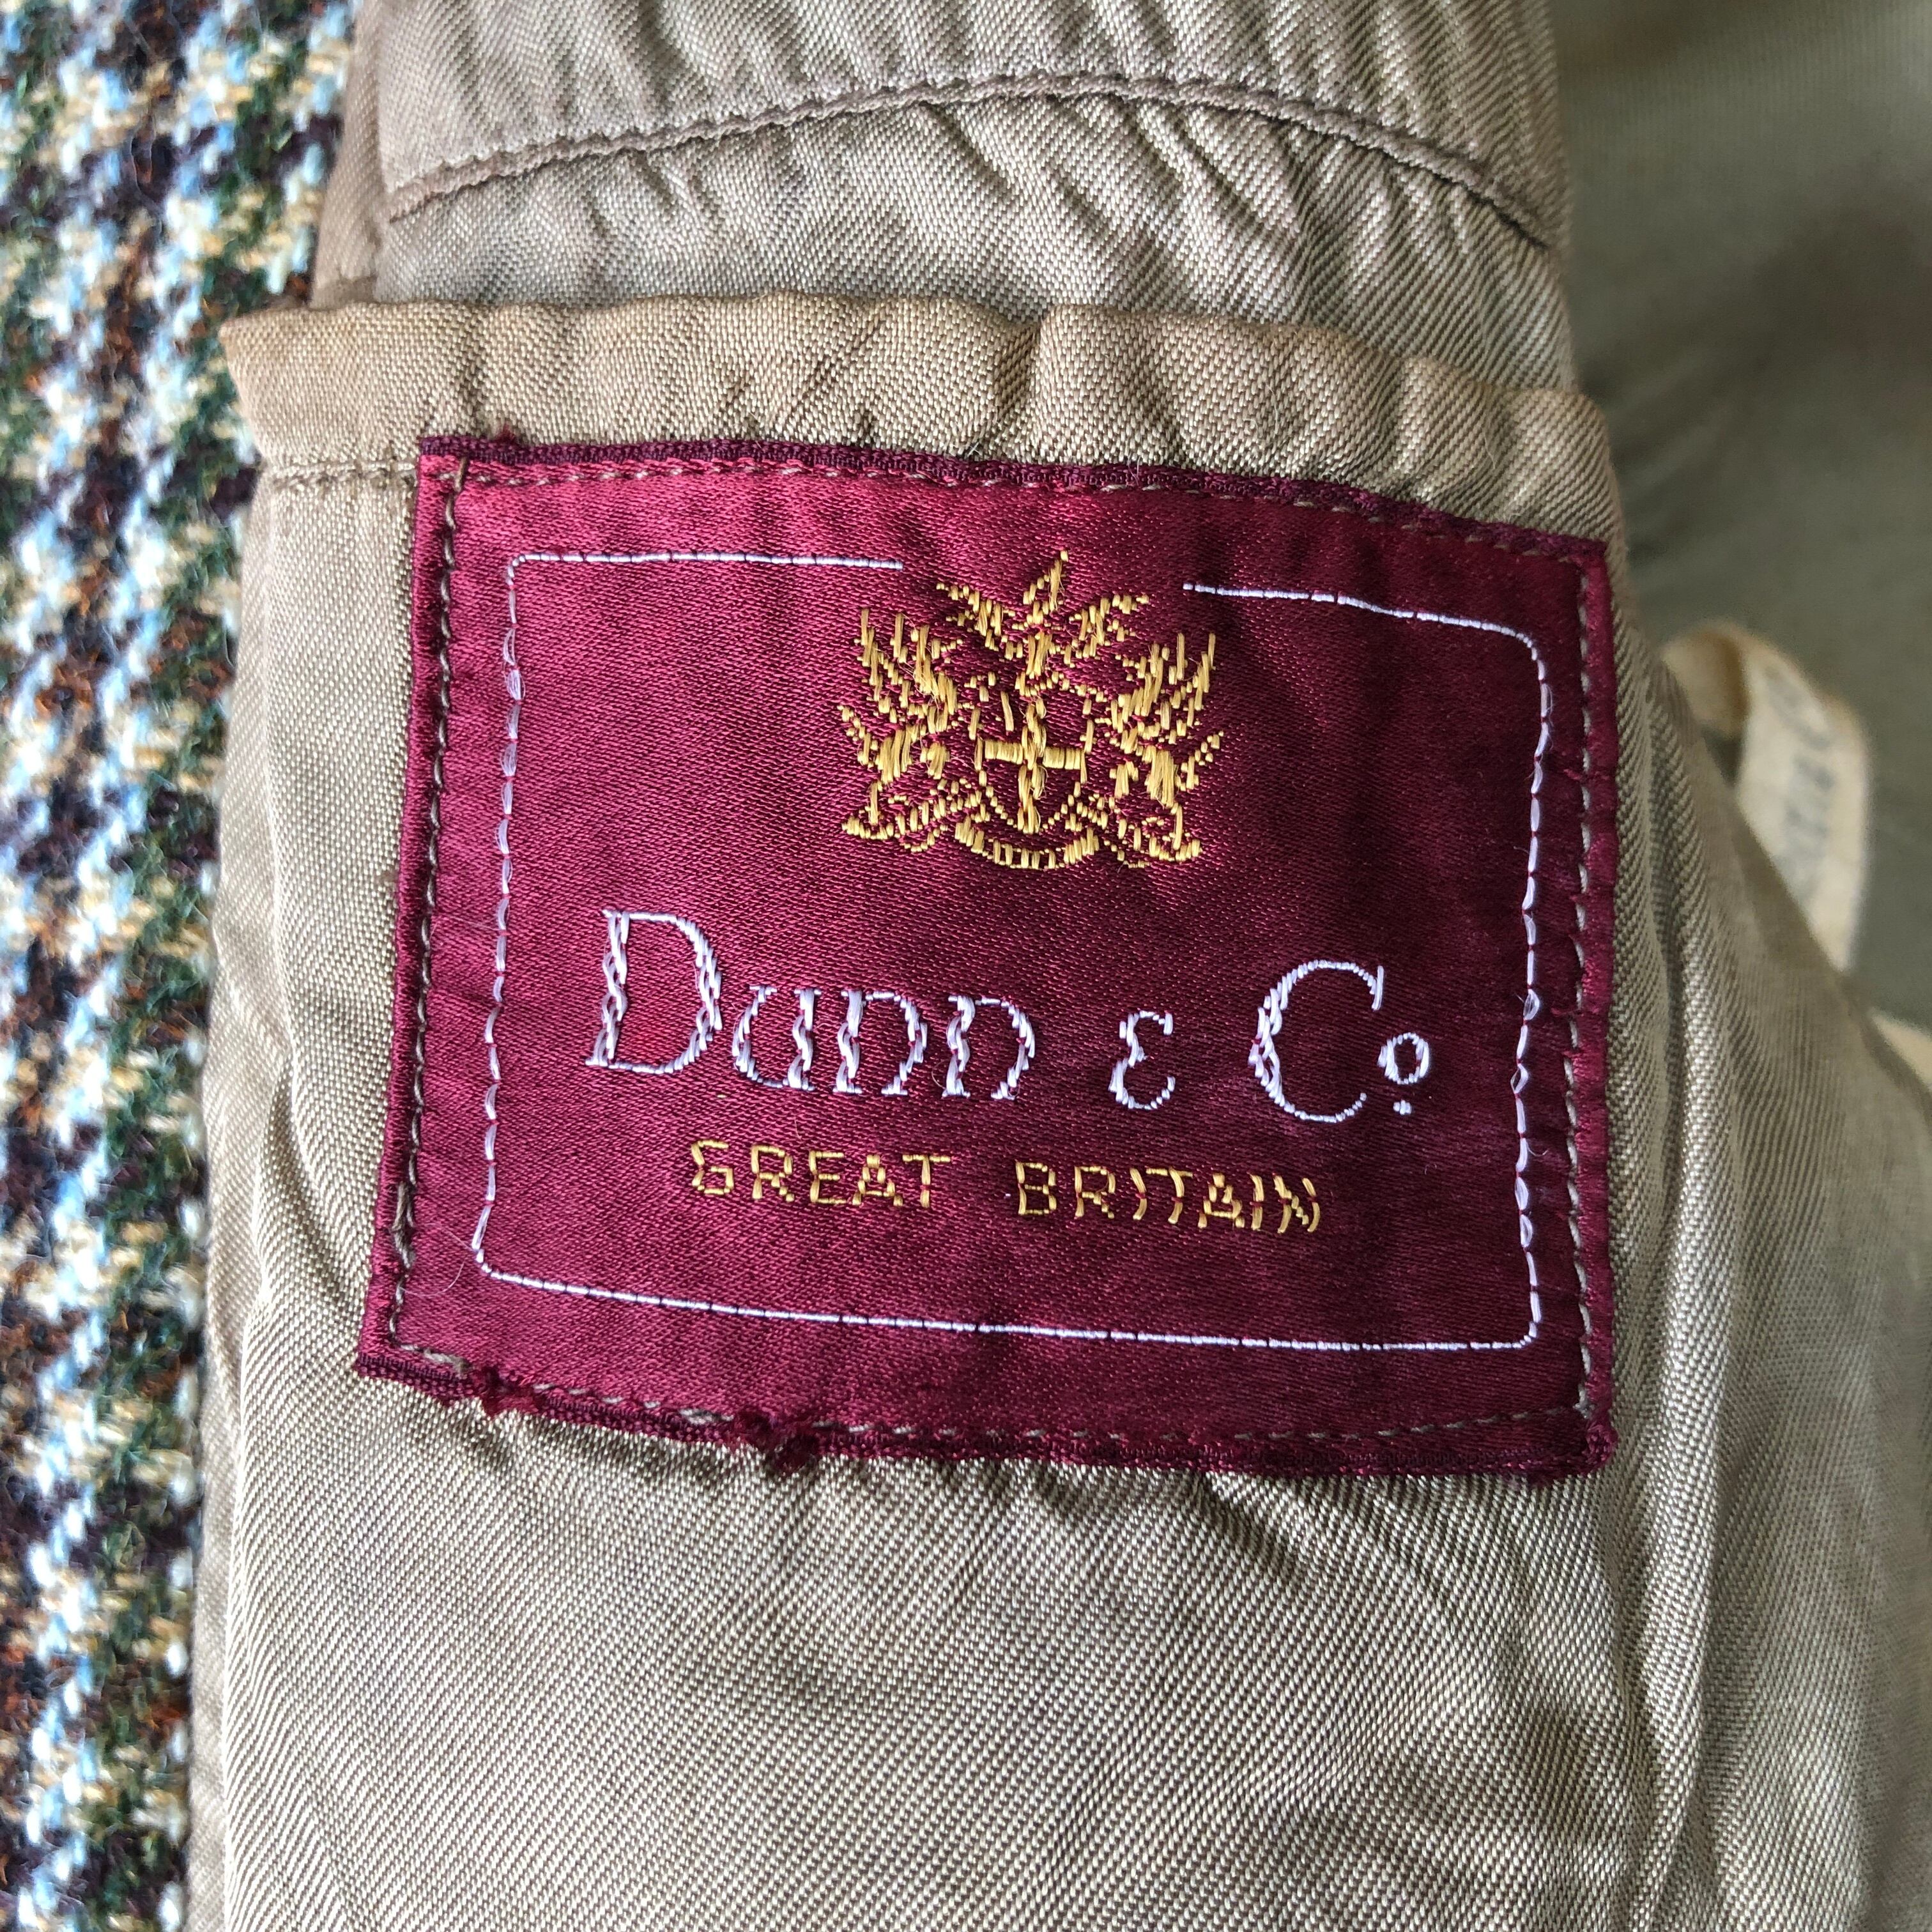 Dunn & Co.
GREAT BRITAIN